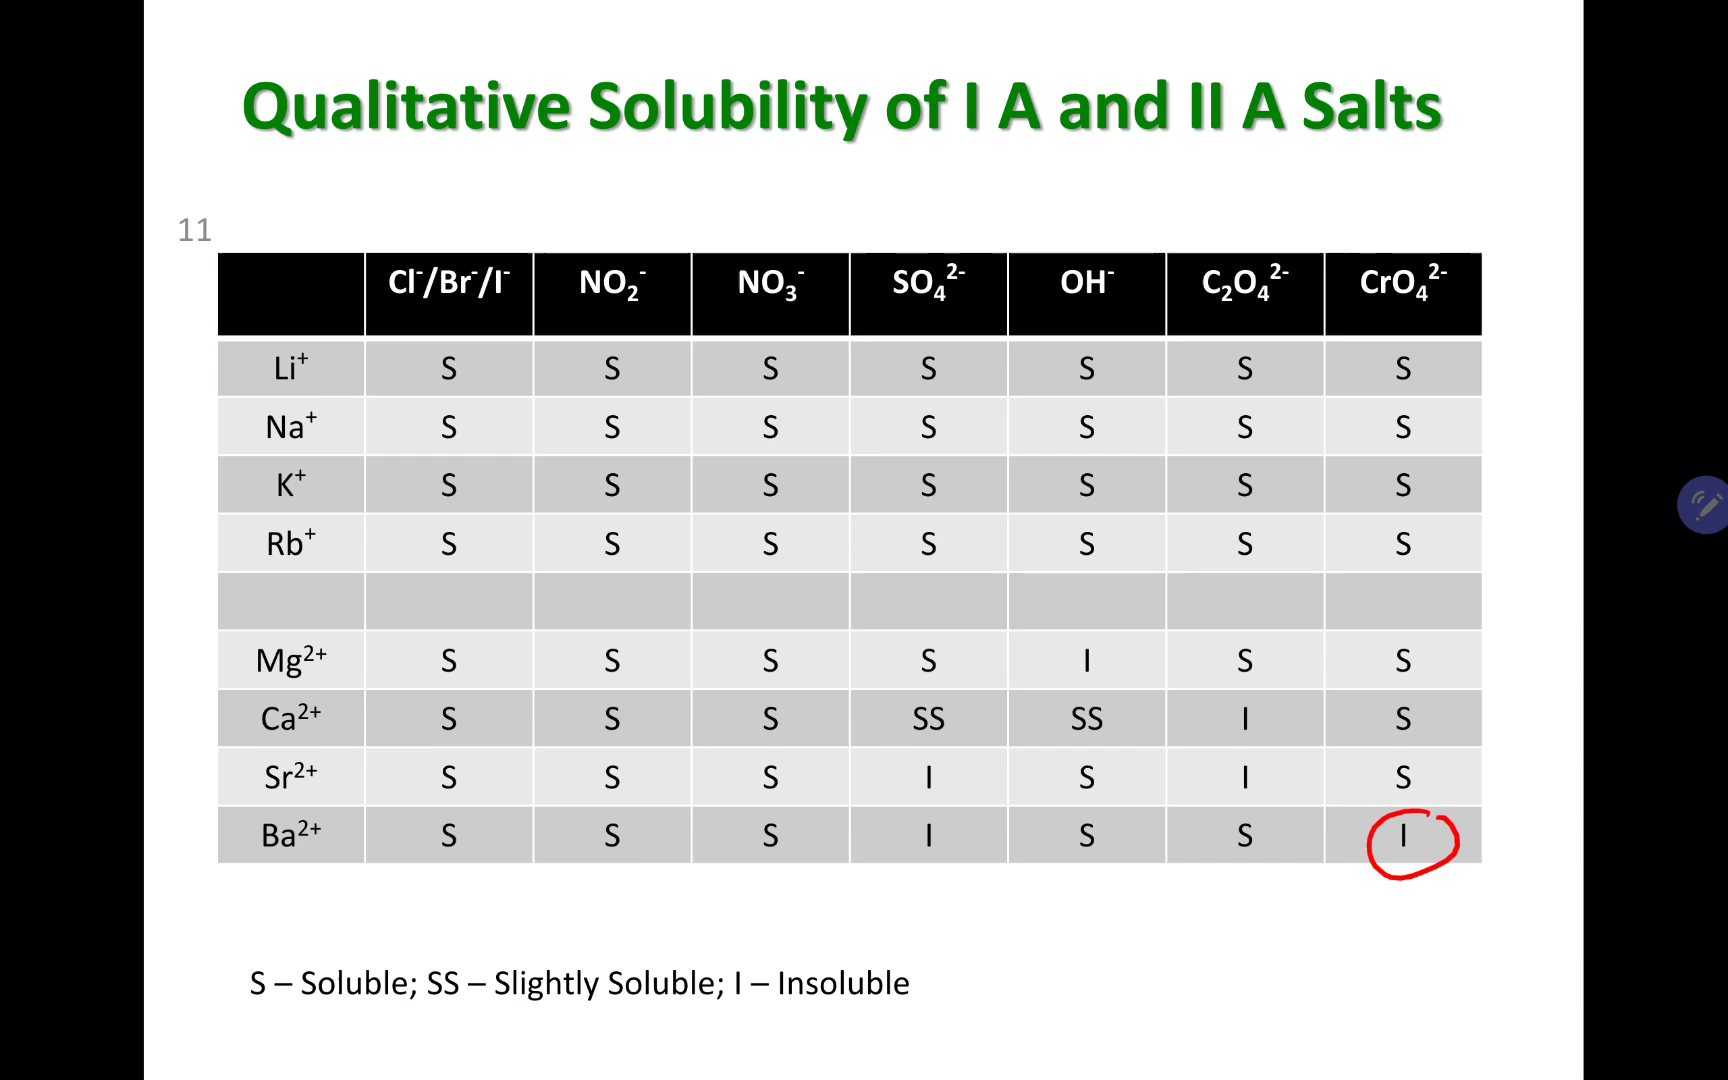 Qualitative Solubility of I A and II A Salts
11
Cl⁻/Br⁻/I⁻ NO₂⁻ NO₃⁻ SO₄²⁻ OH⁻ C₂O₄²⁻ CrO₄²⁻
Li⁺ S S S S S S S
Na⁺ S S S S S S S
K⁺ S S S S S S S
Rb⁺ S S S S S S S
Mg²⁺ S S S S I S S
Ca²⁺ S S S SS SS I S
Sr²⁺ S S S I S I S
Ba²⁺ S S S I S S I
S – Soluble; SS – Slightly Soluble; I – Insoluble